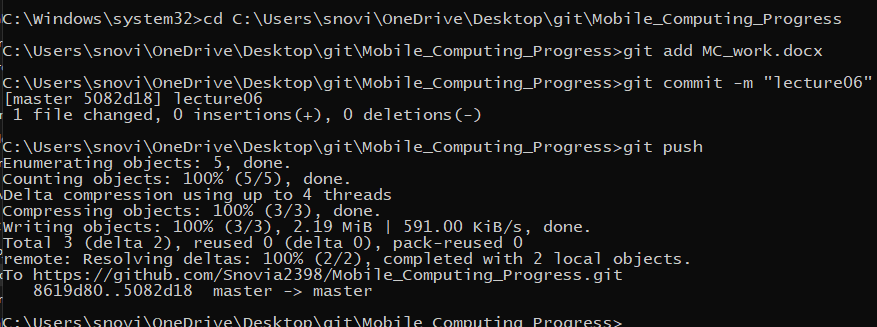 C:\Windows\system32>cd C:\Users\snovi\OneDrive\Desktop\git\Mobile_Computing_Progress
C:\Users\snovi\OneDrive\Desktop\git\Mobile_Computing_Progress>git add MC_work.docx
C:\Users\snovi\OneDrive\Desktop\git\Mobile_Computing_Progress>git commit -m "lecture06"
[master 5082d18] lecture06
 1 file changed, 0 insertions(+), 0 deletions(-)
C:\Users\snovi\OneDrive\Desktop\git\Mobile_Computing_Progress>git push
Enumerating objects: 5, done.
Counting objects: 100% (5/5), done.
Delta compression using up to 4 threads
Compressing objects: 100% (3/3), done.
Writing objects: 100% (3/3), 2.19 MiB | 591.00 KiB/s, done.
Total 3 (delta 2), reused 0 (delta 0), pack-reused 0
remote: Resolving deltas: 100% (2/2), completed with 2 local objects.
To https://github.com/Snovia2398/Mobile_Computing_Progress.git
   8619d80..5082d18  master -> master
C:\Users\snovi\OneDrive\Desktop\git\Mobile_Computing_Progress>